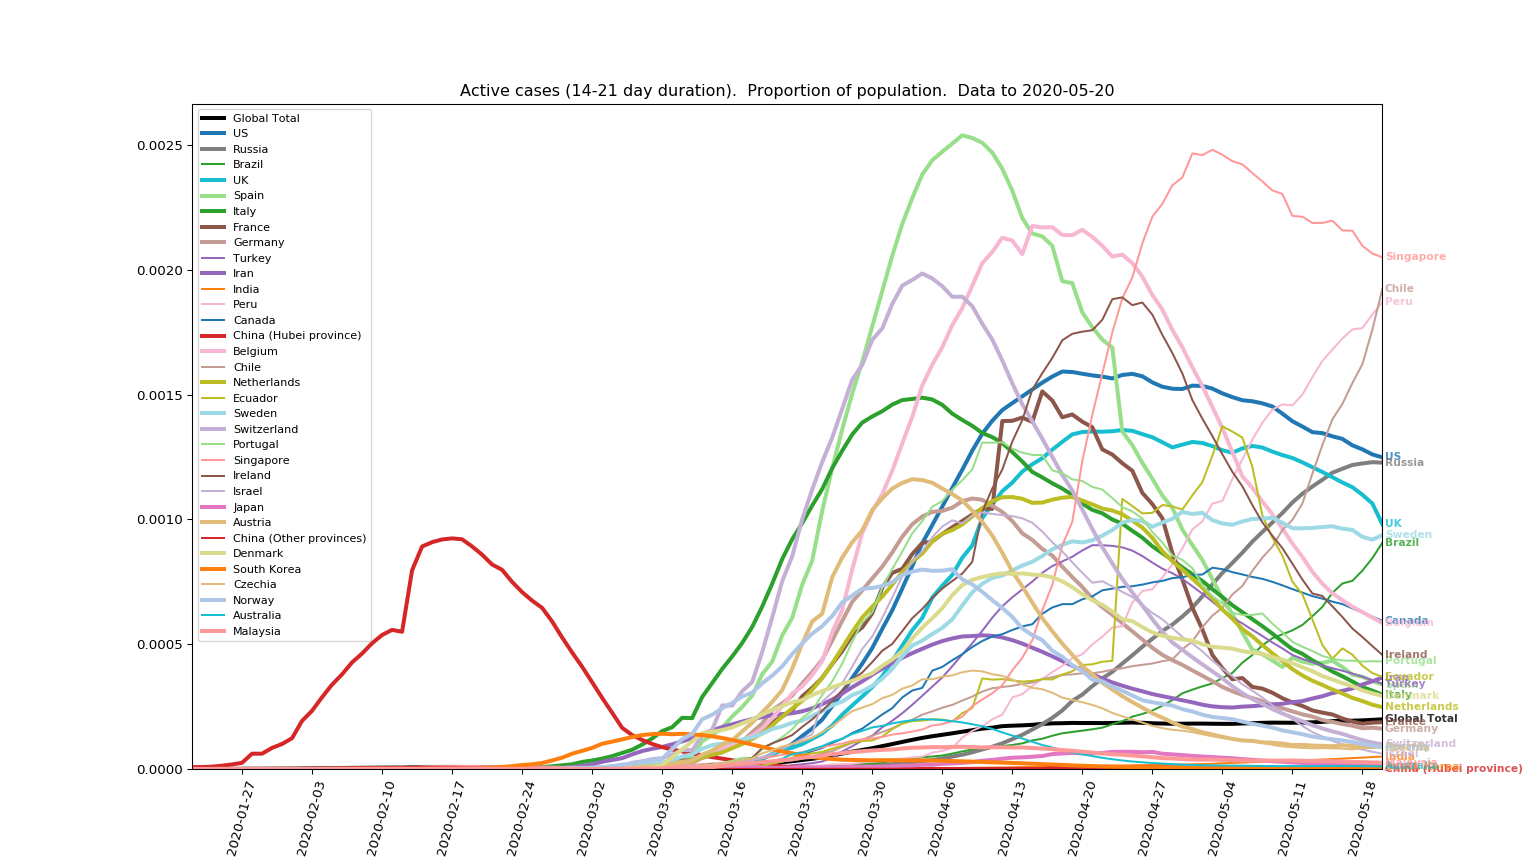 Active cases (14-21 day duration).  Proportion of population.  Data to 2020-05-20
0.0025
0.0020
0.0015
0.0010
0.0005
0.0000
Global Total
US
Russia
Brazil
UK
Spain
Italy
France
Germany
Turkey
Iran
India
Peru
Canada
China (Hubei province)
Belgium
Chile
Netherlands
Ecuador
Sweden
Switzerland
Portugal
Singapore
Ireland
Israel
Japan
Austria
China (Other provinces)
Denmark
South Korea
Czechia
Norway
Australia
Malaysia
Singapore
Chile
Peru
US
Russia
UK
Sweden
Brazil
Canada
Belgium
Ireland
Portugal
Ecuador
Turkey
Italy
Netherlands
Global Total
Germany
Switzerland
India
China (Hubei province)
2020-01-27
2020-02-03
2020-02-10
2020-02-17
2020-02-24
2020-03-02
2020-03-09
2020-03-16
2020-03-23
2020-03-30
2020-04-06
2020-04-13
2020-04-20
2020-04-27
2020-05-04
2020-05-11
2020-05-18